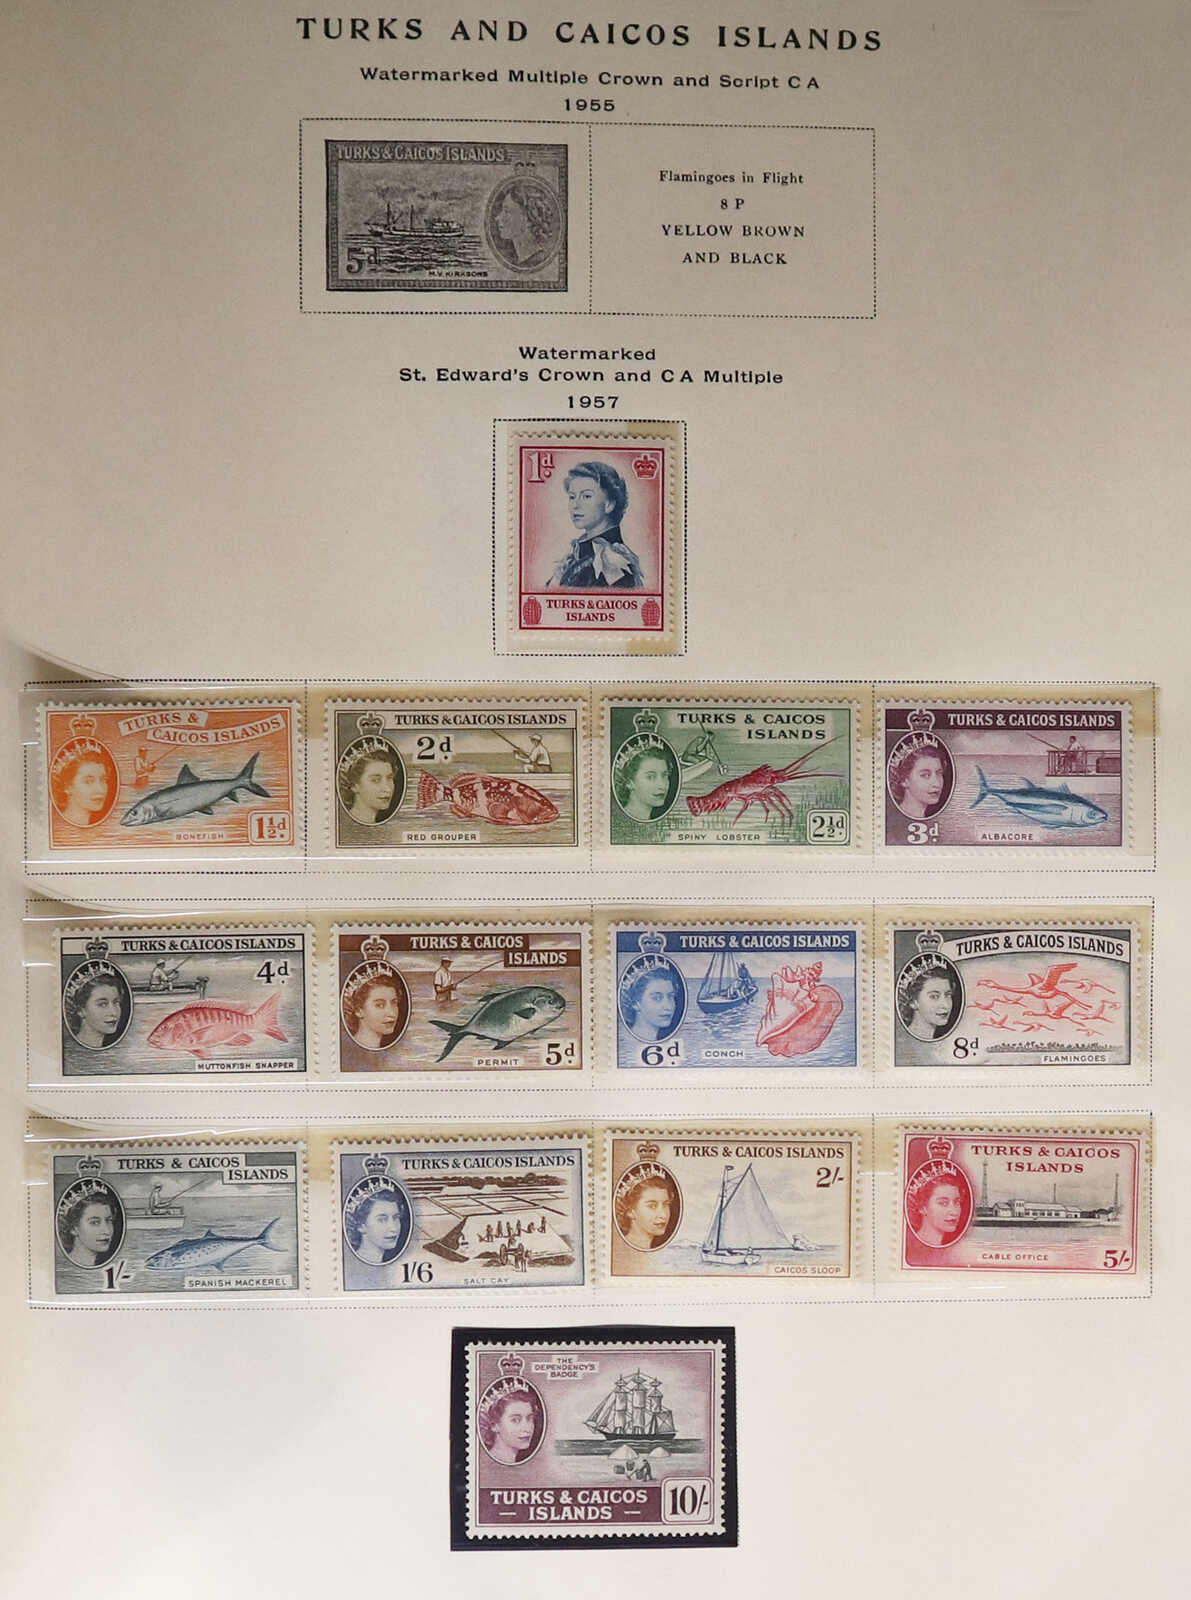 TURKS AND CAICOS ISLANDS
Watermarked Multiple Crown and Script CA
1955
TURKS & CAICOS ISLANDS
5d.
M.V. KIRKSONS
Flamingoes in Flight
8 P
YELLOW BROWN
AND BLACK
Watermarked
St. Edward's Crown and CA Multiple
1957
1d.
TURKS & CAICOS
ISLANDS
TURKS &
CAICOS ISLANDS
BONEFISH
1½d.
TURKS & CAICOS ISLANDS
2d.
RED GROUPER
TURKS & CAICOS
ISLANDS
SPINY LOBSTER
2½d.
TURKS & CAICOS ISLANDS
3d.
ALBACORE
TURKS & CAICOS ISLANDS
4d.
MUTTONFISH SNAPPER
TURKS & CAICOS
ISLANDS
PERMIT
5d.
TURKS & CAICOS ISLANDS
6d.
CONCH
TURKS & CAICOS ISLANDS
8d.
FLAMINGOES
TURKS & CAICOS
ISLANDS
1/-
SPANISH MACKEREL
TURKS & CAICOS ISLANDS
1/6
SALT CAY
TURKS & CAICOS ISLANDS
2/-
CAICOS SLOOP
TURKS & CAICOS
ISLANDS
CABLE OFFICE
5/-
THE
DEPENDENCY'S
BADGE
TURKS & CAICOS
– ISLANDS –
10/-